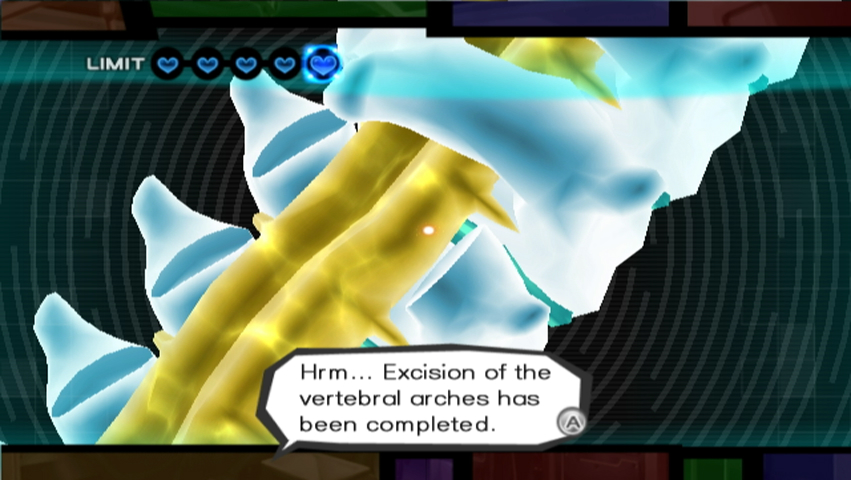 LIMIT
Hrm... Excision of the
vertebral arches has
been completed.
A